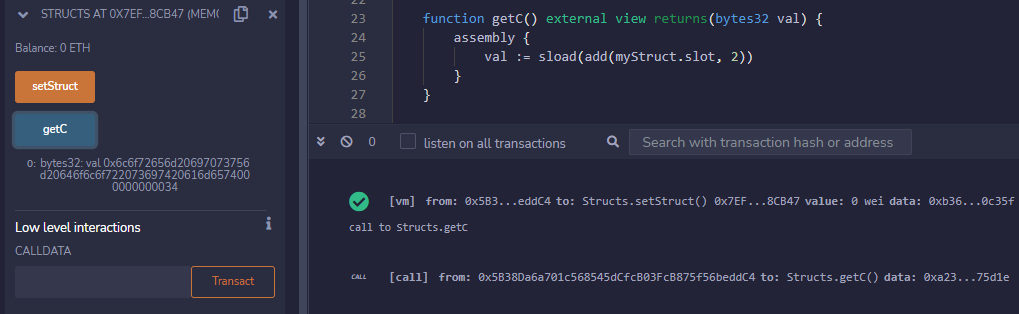 STRUCTS AT 0X7EF...8CB47 (MEMO
Balance: 0 ETH
setStruct
getC
0: bytes32: val 0x6c6f72656d20697073756
d20646f6c6f722073697420616d657400
0000000034
Low level interactions
i
CALLDATA
Transact
22
23 function getC() external view returns(bytes32 val) {
24 assembly {
25 val := sload(add(myStruct.slot, 2))
26 }
27 }
28
0 listen on all transactions Search with transaction hash or address
[vm] from: 0x5B3...eddC4 to: Structs.setStruct() 0x7EF...8CB47 value: 0 wei data: 0xb36...0c35f
call to Structs.getC
CALL [call] from: 0x5B38Da6a701c568545dCfcB03FcB875f56beddC4 to: Structs.getC() data: 0xa23...75d1e